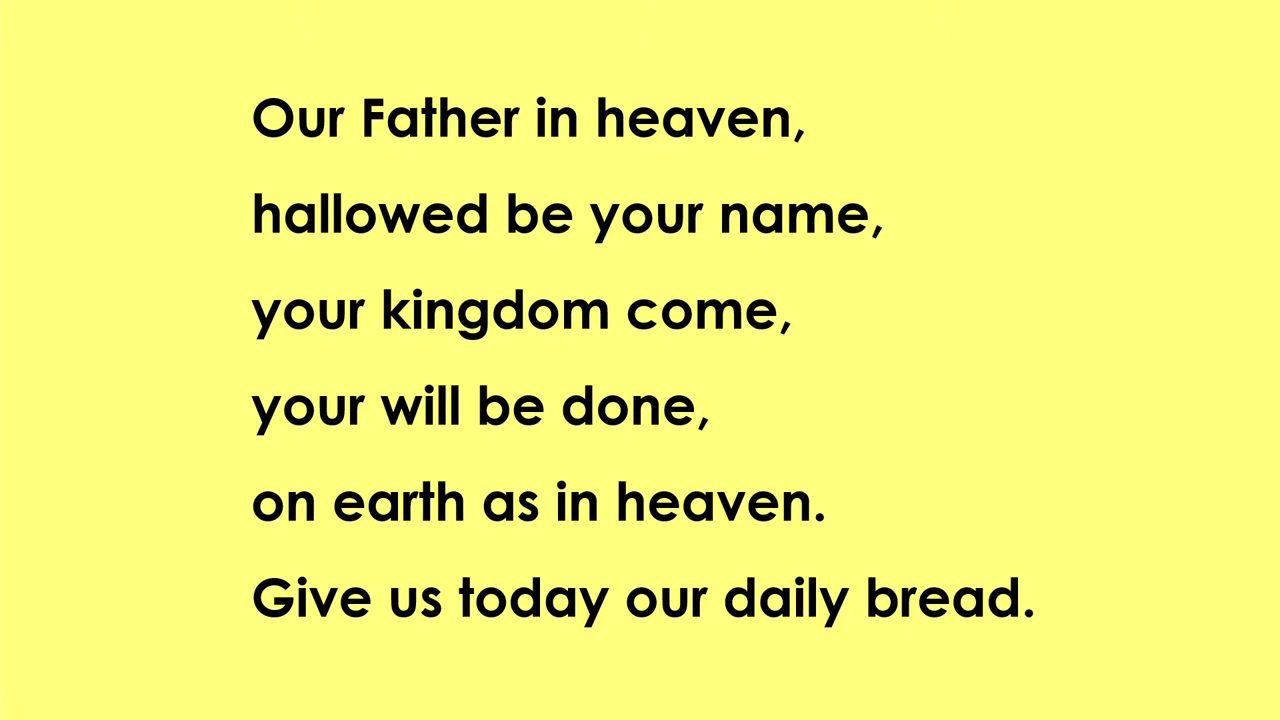 Our Father in heaven,
hallowed be your name,
your kingdom come,
your will be done,
on earth as in heaven.
Give us today our daily bread.